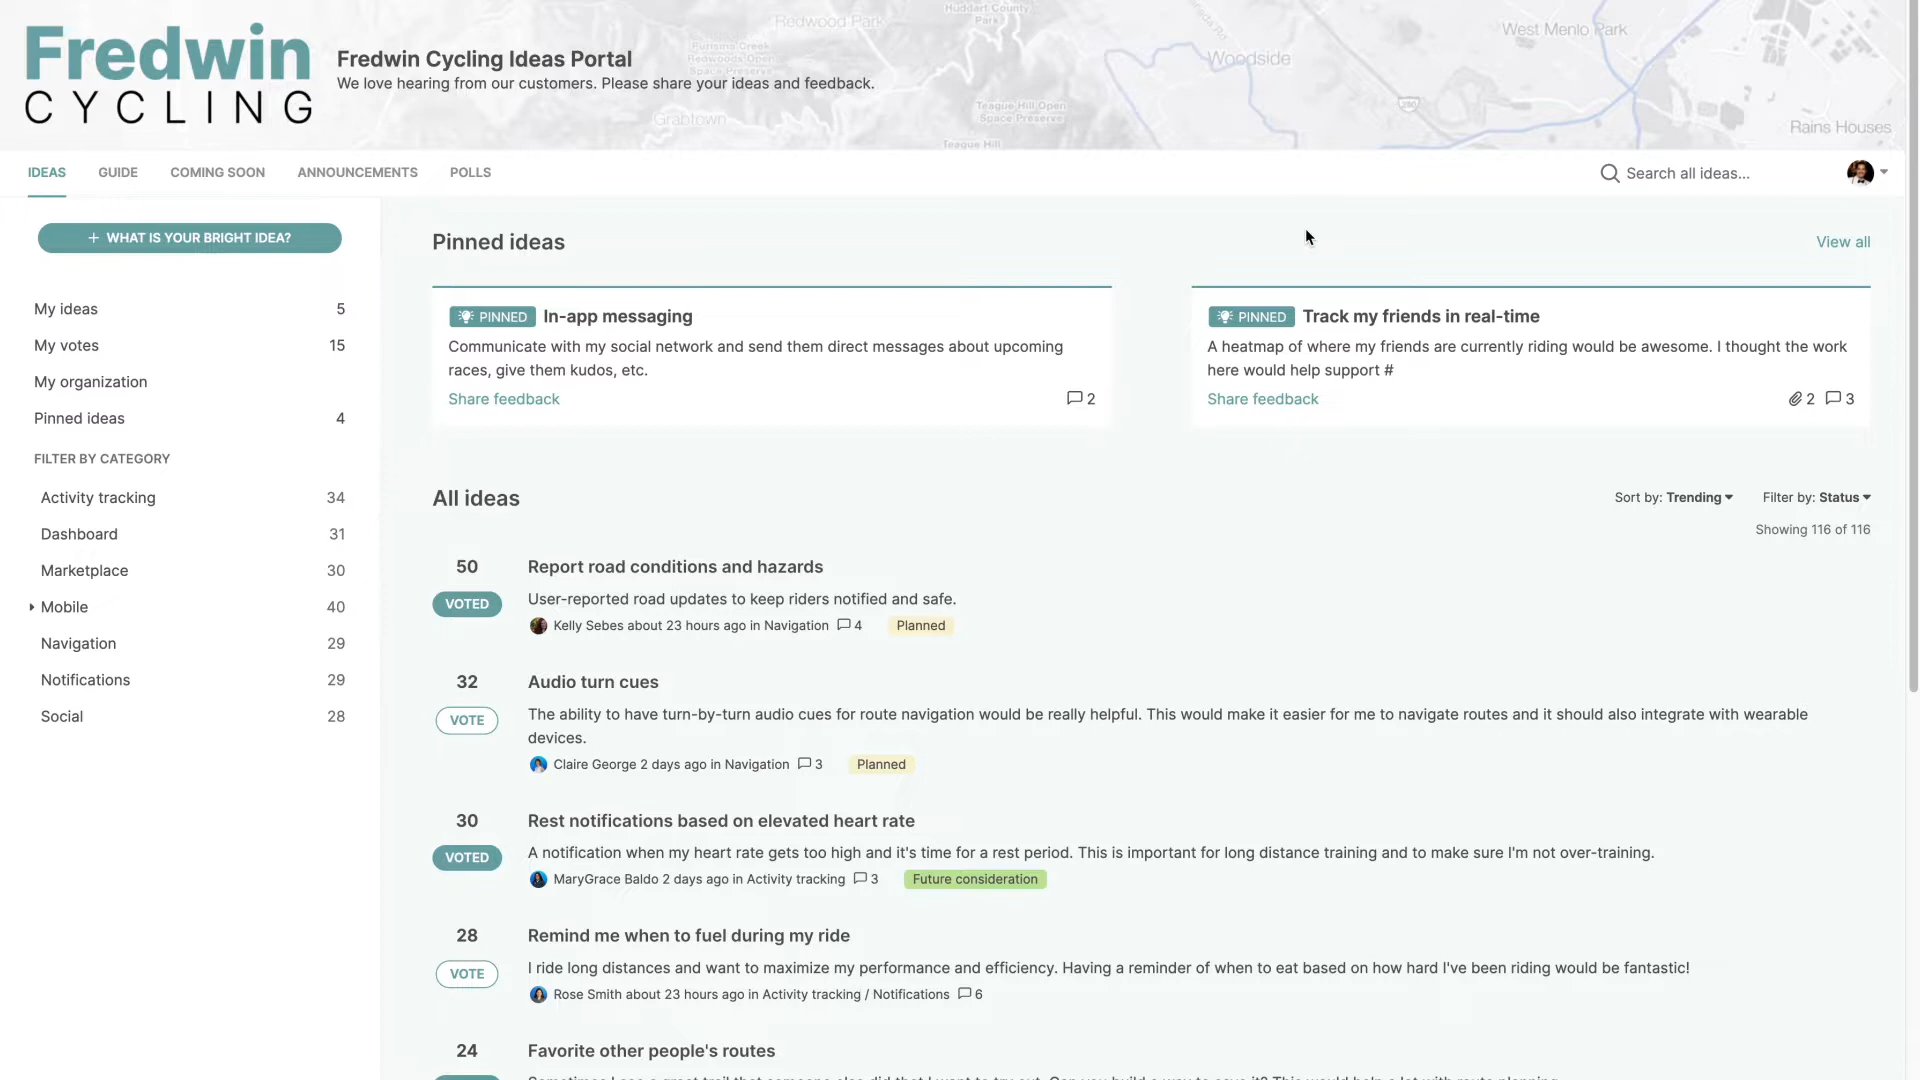 Redwood Park
Huddart County
Park
West Menlo Park
Fredwin
CYCLING
Fredwin Cycling Ideas Portal
We love hearing from our customers. Please share your ideas and feedback.
Purisima Creek
Redwoods Open
Space Preserve
Woodside
280
Grabtown
Teague Hill Open
Space Preserve
Teague Hill
Rains Houses
IDEAS
GUIDE
COMING SOON
ANNOUNCEMENTS
POLLS
Search all ideas...
+ WHAT IS YOUR BRIGHT IDEA?
My ideas 5
My votes 15
My organization
Pinned ideas 4
FILTER BY CATEGORY
Activity tracking 34
Dashboard 31
Marketplace 30
Mobile 40
Navigation 29
Notifications 29
Social 28
Pinned ideas
View all
PINNED In-app messaging
Communicate with my social network and send them direct messages about upcoming
races, give them kudos, etc.
Share feedback 2
PINNED Track my friends in real-time
A heatmap of where my friends are currently riding would be awesome. I thought the work
here would help support #
Share feedback 2 3
All ideas
Sort by: Trending Filter by: Status
Showing 116 of 116
50 Report road conditions and hazards
VOTED User-reported road updates to keep riders notified and safe.
Kelly Sebes about 23 hours ago in Navigation 4 Planned
32 Audio turn cues
VOTE The ability to have turn-by-turn audio cues for route navigation would be really helpful. This would make it easier for me to navigate routes and it should also integrate with wearable
devices.
Claire George 2 days ago in Navigation 3 Planned
30 Rest notifications based on elevated heart rate
VOTED A notification when my heart rate gets too high and it's time for a rest period. This is important for long distance training and to make sure I'm not over-training.
MaryGrace Baldo 2 days ago in Activity tracking 3 Future consideration
28 Remind me when to fuel during my ride
VOTE I ride long distances and want to maximize my performance and efficiency. Having a reminder of when to eat based on how hard I've been riding would be fantastic!
Rose Smith about 23 hours ago in Activity tracking / Notifications 6
24 Favorite other people's routes